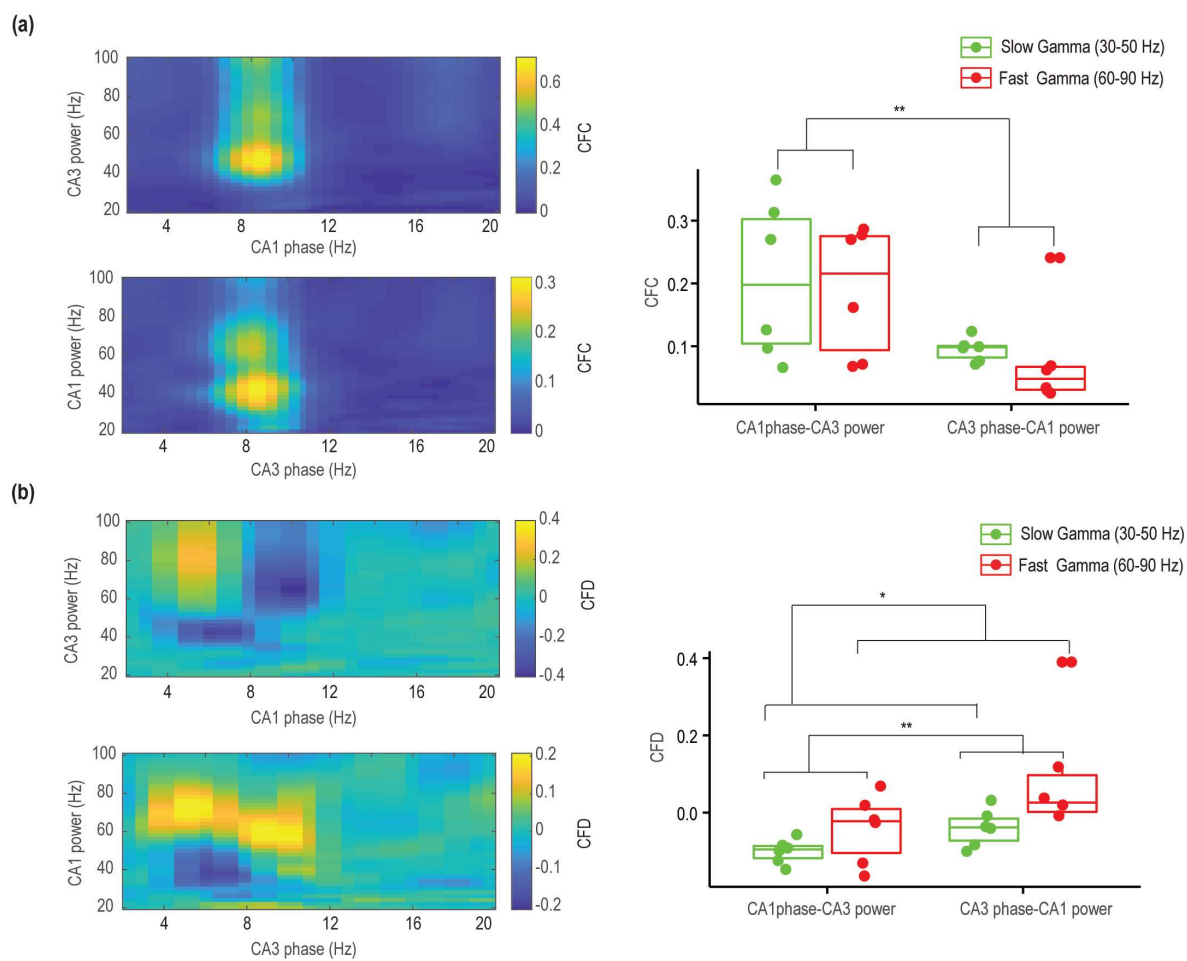 (a)
100
80
60
40
20
CA3 power (Hz)
4
8
12
16
20
CA1 phase (Hz)
0.6
0.4
0.2
0
CFC
100
80
60
40
20
CA1 power (Hz)
4
8
12
16
20
CA3 phase (Hz)
0.3
0.2
0.1
0
CFC
Slow Gamma (30-50 Hz)
Fast Gamma (60-90 Hz)
**
0.3
0.2
0.1
CFC
CA1phase-CA3 power
CA3 phase-CA1 power
(b)
100
80
60
40
20
CA3 power (Hz)
4
8
12
16
20
CA1 phase (Hz)
0.4
0.2
0
-0.2
-0.4
CFD
100
80
60
40
20
CA1 power (Hz)
4
8
12
16
20
CA3 phase (Hz)
0.2
0.1
0
-0.1
-0.2
CFD
Slow Gamma (30-50 Hz)
Fast Gamma (60-90 Hz)
*
**
0.4
0.2
0.0
CFD
CA1phase-CA3 power
CA3 phase-CA1 power